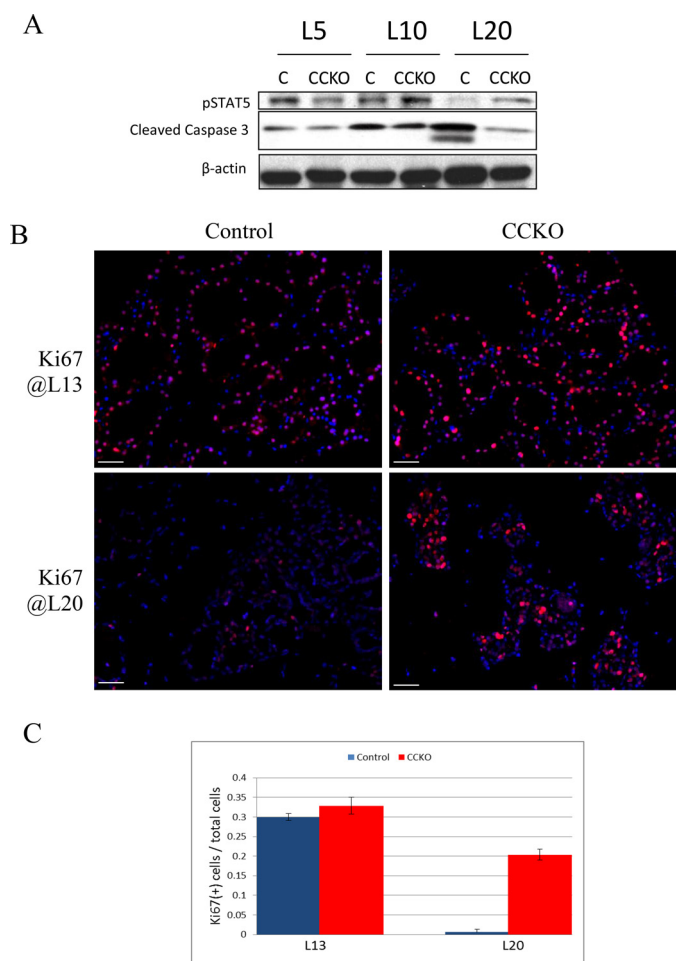 A
L5 L10 L20
C CCKO C CCKO C CCKO
pSTAT5
Cleaved Caspase 3
β-actin
B
Control CCKO
Ki67
@L13
Ki67
@L20
C
Control CCKO
Ki67(+) cells / total cells
0.4
0.35
0.3
0.25
0.2
0.15
0.1
0.05
0
L13 L20